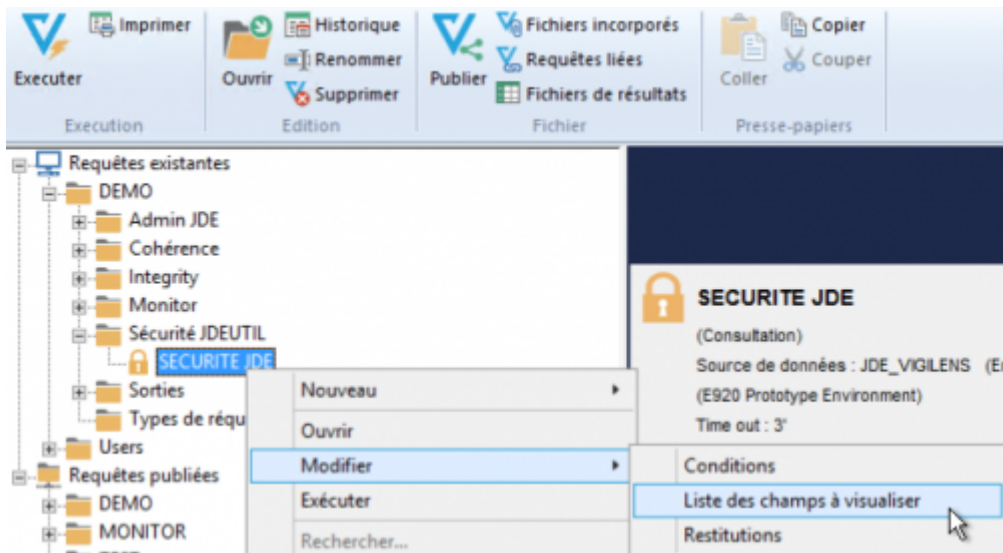 Imprimer
Historique
Fichiers incorporés
Copier
Renommer
Requêtes liées
Couper
Executer
Ouvrir
Supprimer
Publier
Fichiers de résultats
Coller
Execution
Edition
Fichier
Presse-papiers
Requêtes existantes
DEMO
Admin JDE
Cohérence
Integrity
Monitor
Sécurité JDEUTIL
SECURITE JDE
Sorties
Types de réqu
Users
Requêtes publiées
DEMO
MONITOR
Nouveau
Ouvrir
Modifier
Exécuter
Rechercher...
Conditions
Liste des champs à visualiser
Restitutions
SECURITE JDE
(Consultation)
Source de données : JDE_VIGILENS (E
(E920 Prototype Environment)
Time out : 3'